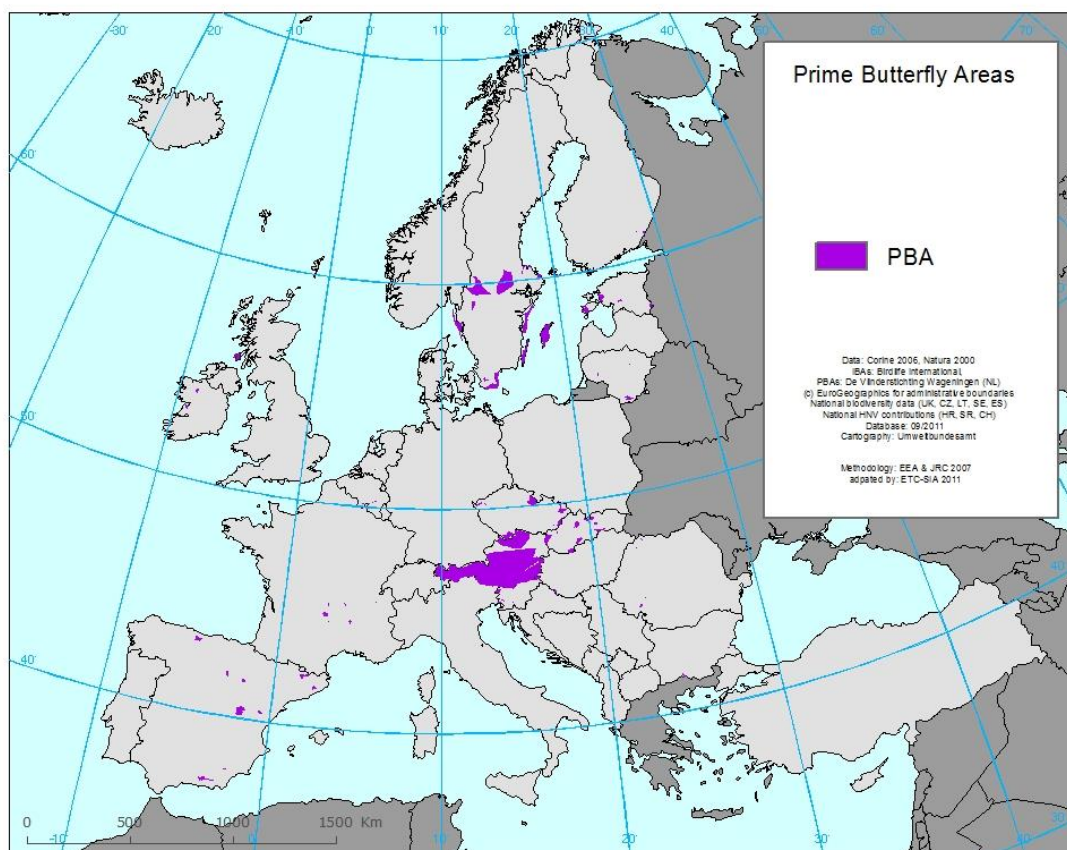 -30° -20° -10° 0° 10° 20° 30° 40° 60° 70°
Prime Butterfly Areas
60°
PBA
Data: Corine 2006, Natura 2000
IBAs: Birdlife International,
PBAs: De Vlinderstichting Wageningen (NL)
(c) EuroGeographics for administrative boundaries
National biodiversity data (UK, CZ, LT, SE, ES)
National HNV contributions (HR, SR, CH)
Database: 09/2011
Cartography: Umweltbundesamt
Methodology: EEA & JRC 2007
adpated by: ETC-SIA 2011
50°
40°
40°
0 500 1000 1500 Km
-10° 0° 10° 20° 30° 40° 30°